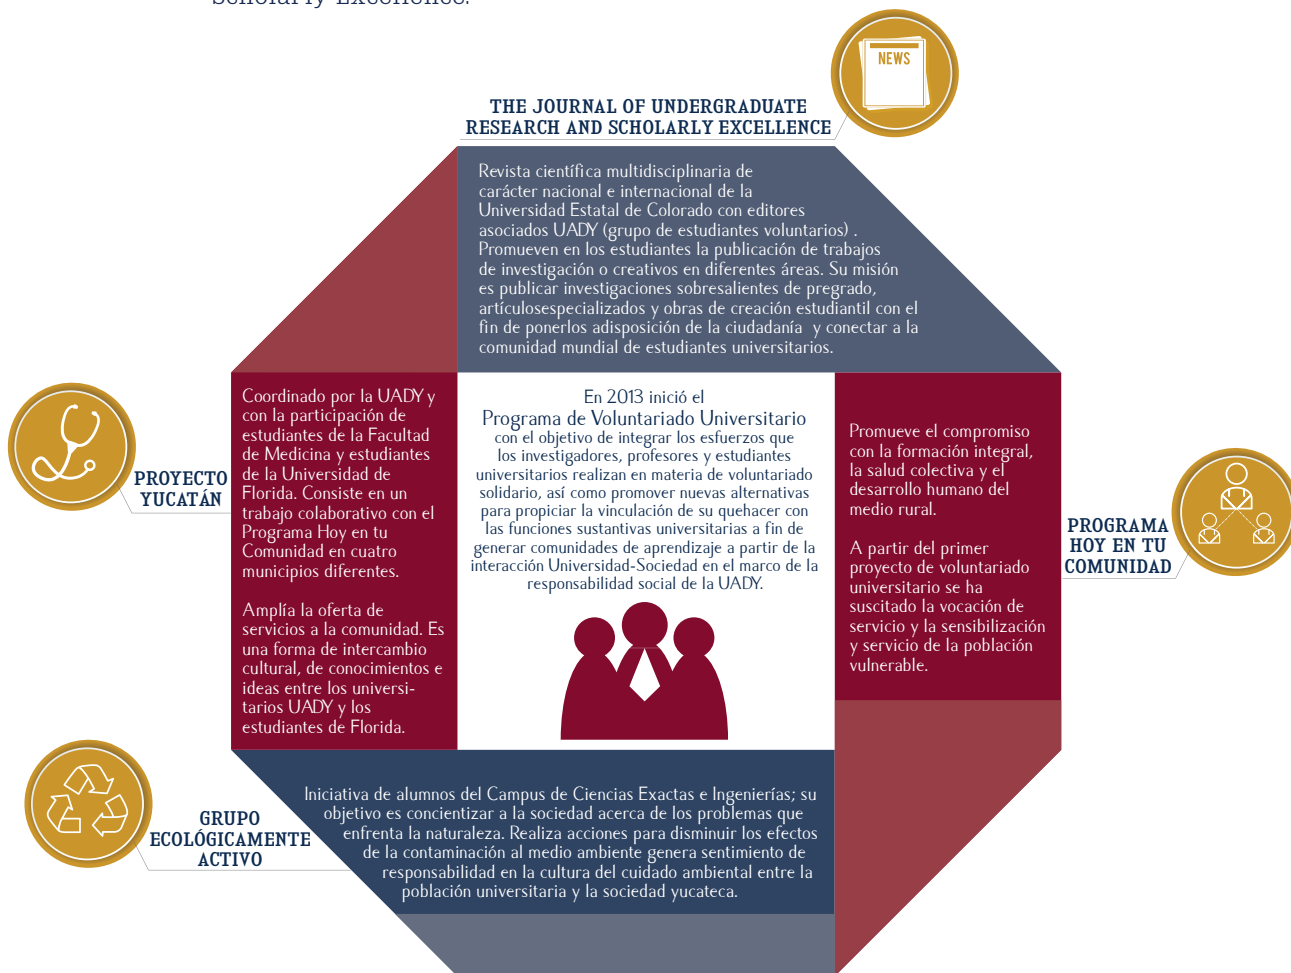 Scholarly Excellence.
NEWS
THE JOURNAL OF UNDERGRADUATE
RESEARCH AND SCHOLARLY EXCELLENCE
Revista científica multidisciplinaria de
carácter nacional e internacional de la
Universidad Estatal de Colorado con editores
asociados UADY (grupo de estudiantes voluntarios) .
Promueven en los estudiantes la publicación de trabajos
de investigación o creativos en diferentes áreas. Su misión
es publicar investigaciones sobresalientes de pregrado,
artículosespecializados y obras de creación estudiantil con el
fin de ponerlos adisposición de la ciudadanía y conectar a la
comunidad mundial de estudiantes universitarios.
PROYECTO
YUCATÁN
Coordinado por la UADY y
con la participación de
estudiantes de la Facultad
de Medicina y estudiantes
de la Universidad de
Florida. Consiste en un
trabajo colaborativo con el
Programa Hoy en tu
Comunidad en cuatro
municipios diferentes.
Amplía la oferta de
servicios a la comunidad. Es
una forma de intercambio
cultural, de conocimientos e
ideas entre los universi-
tarios UADY y los
estudiantes de Florida.
En 2013 inició el
Programa de Voluntariado Universitario
con el objetivo de integrar los esfuerzos que
los investigadores, profesores y estudiantes
universitarios realizan en materia de voluntariado
solidario, así como promover nuevas alternativas
para propiciar la vinculación de su quehacer con
las funciones sustantivas universitarias a fin de
generar comunidades de aprendizaje a partir de la
interacción Universidad-Sociedad en el marco de la
responsabilidad social de la UADY.
Promueve el compromiso
con la formación integral,
la salud colectiva y el
desarrollo humano del
medio rural.
A partir del primer
proyecto de voluntariado
universitario se ha
suscitado la vocación de
servicio y la sensibilización
y servicio de la población
vulnerable.
PROGRAMA
HOY EN TU
COMUNIDAD
GRUPO
ECOLÓGICAMENTE
ACTIVO
Iniciativa de alumnos del Campus de Ciencias Exactas e Ingenierías; su
objetivo es concientizar a la sociedad acerca de los problemas que
enfrenta la naturaleza. Realiza acciones para disminuir los efectos
de la contaminación al medio ambiente genera sentimiento de
responsabilidad en la cultura del cuidado ambiental entre la
población universitaria y la sociedad yucateca.